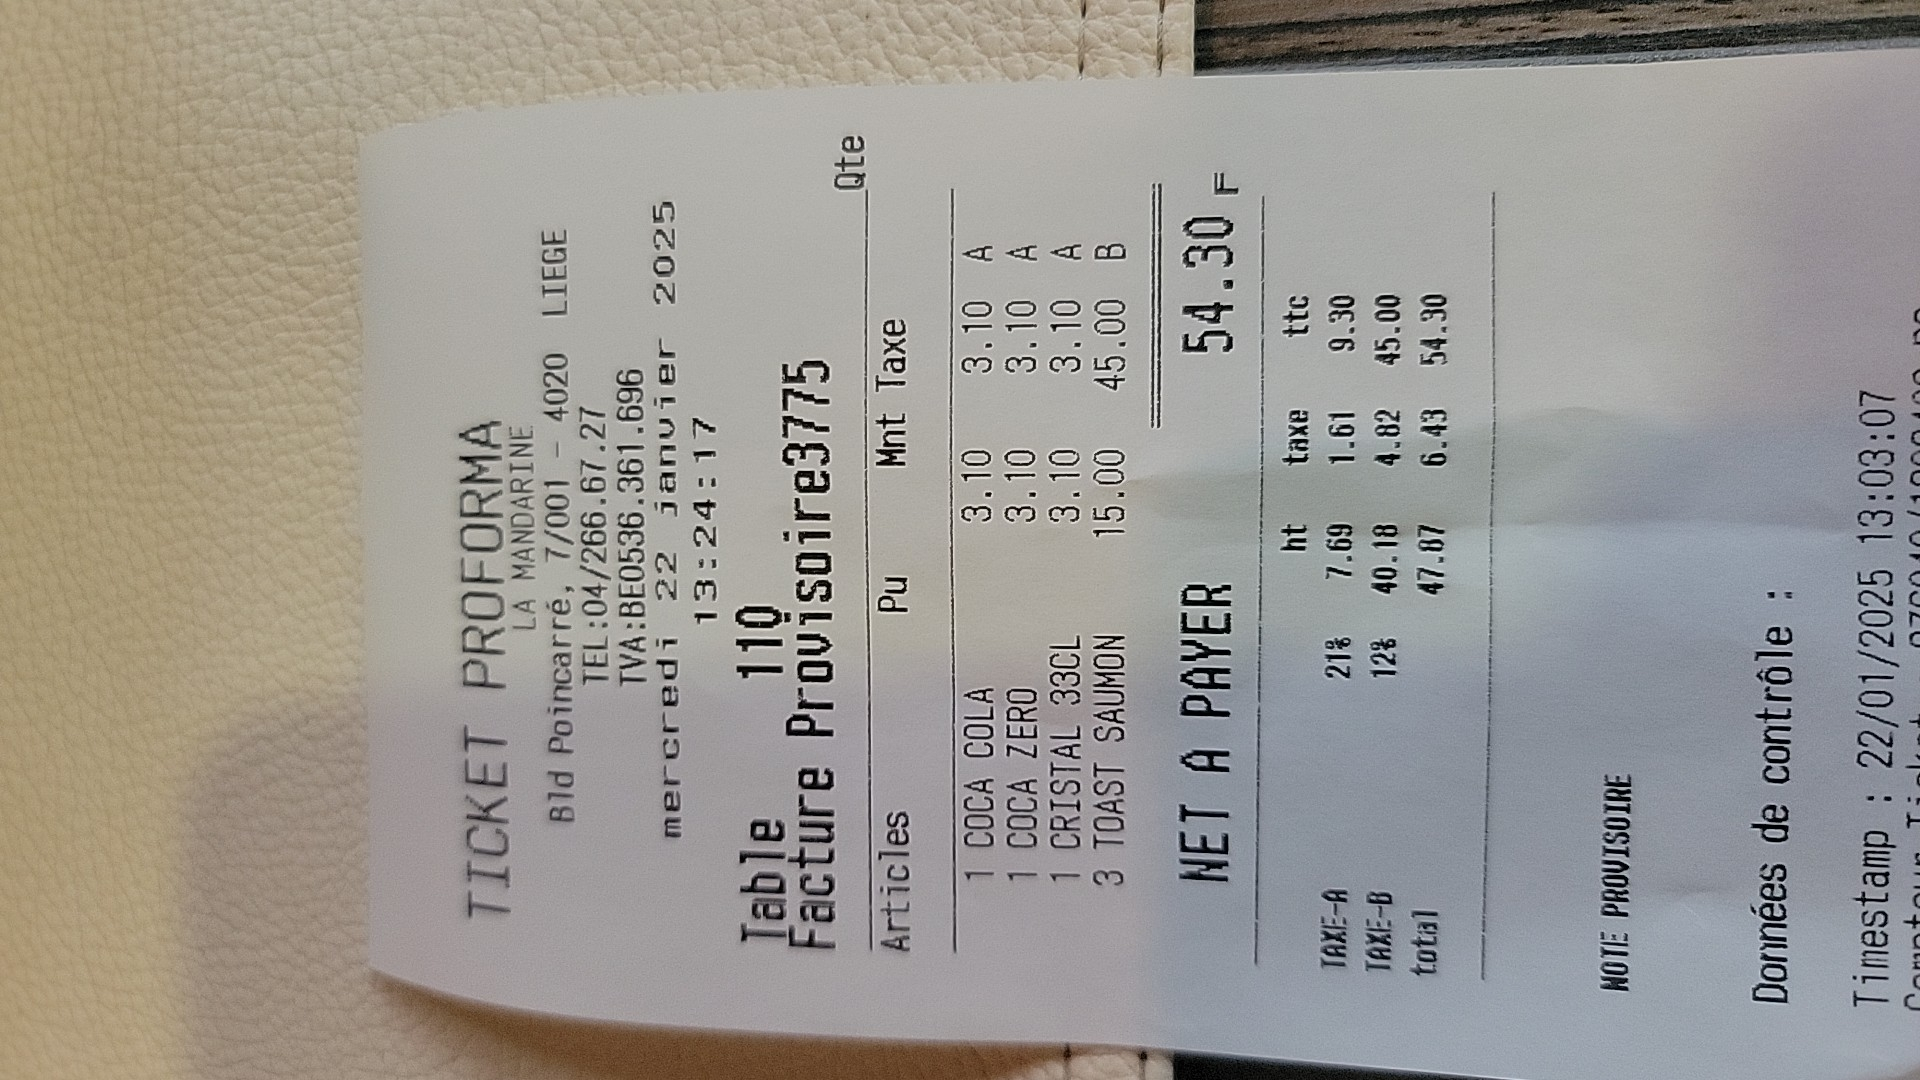 TICKET PROFORMA
LA MANDARINE
Bld Poincarré, 7/001 - 4020 LIEGE
TEL:04/266.67.27
TVA:BE0536.361.696
mercredi 22 janvier 2025
13:24:17
Table 110
Facture Provisoire3775
Qte
Articles Pu Mnt Taxe
1 COCA COLA 3.10 3.10 A
1 COCA ZERO 3.10 3.10 A
1 CRISTAL 33CL 3.10 3.10 A
3 TOAST SAUMON 15.00 45.00 B
NET A PAYER 54.30 F
ht taxe ttc
TAXE-A 21% 7.69 1.61 9.30
TAXE-B 12% 40.18 4.82 45.00
total 47.87 6.43 54.30
NOTE PROVISOIRE
Données de contrôle :
Timestamp : 22/01/2025 13:03:07